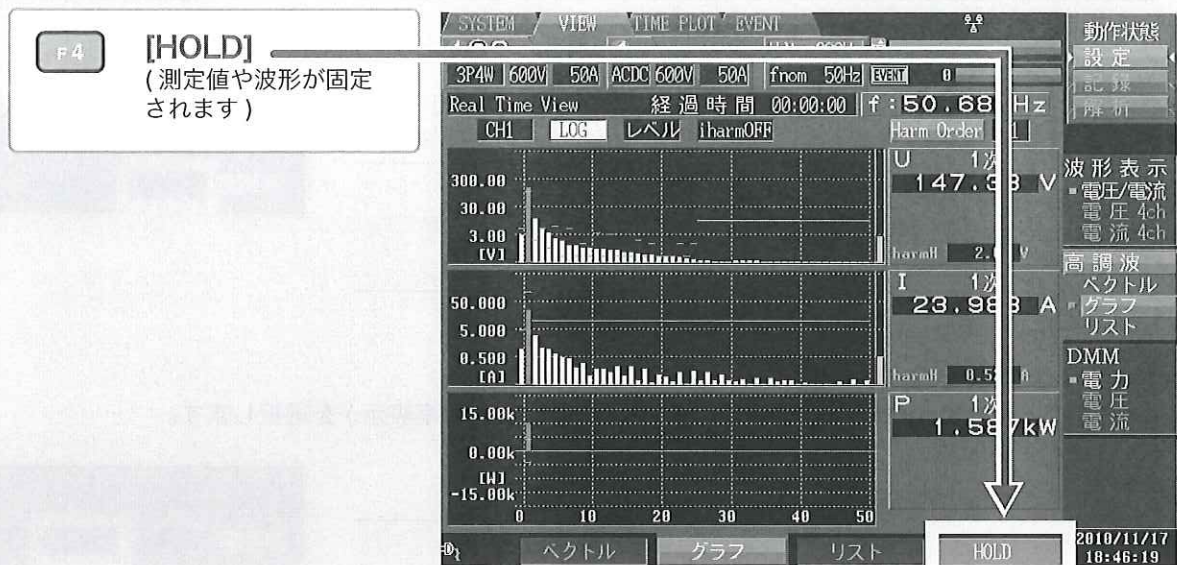 F4
[HOLD]
(測定値や波形が固定
されます)
SYSTEM VIEW TIME PLOT EVENT
動作状態
設定
記録
解析
3P4W 600V 50A ACDC 600V 50A fnom 50Hz EVENT 0
Real Time View 経過時間 00:00:00 f:50.68 Hz
CH1 LOG レベル iharmOFF Harm Order 1
U 1次
147.33 V
300.00
30.00
3.00
[V]
harmH 2. V
I 1次
23.983 A
50.000
5.000
0.500
[A]
harmH 0.5 A
P 1次
1.587kW
15.00k
0.00k
[W]
-15.00k
0 10 20 30 40 50
波形表示
電圧/電流
電圧 4ch
電流 4ch
高調波
ベクトル
グラフ
リスト
DMM
電力
電圧
電流
ベクトル グラフ リスト HOLD
2010/11/17
18:46:19